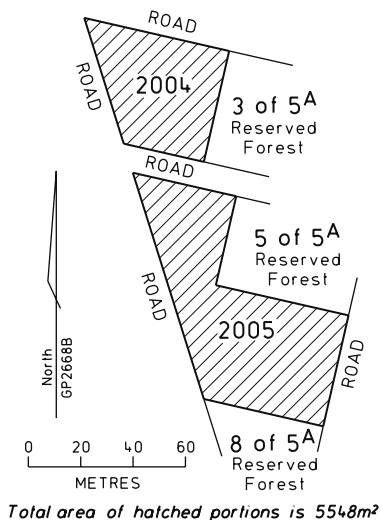 ROAD
ROAD
2004
3 of 5A
Reserved
Forest
ROAD
5 of 5A
Reserved
Forest
ROAD
2005
ROAD
North
GP2668B
8 of 5A
Reserved
Forest
0 20 40 60
METRES
Total area of hatched portions is 5548m²